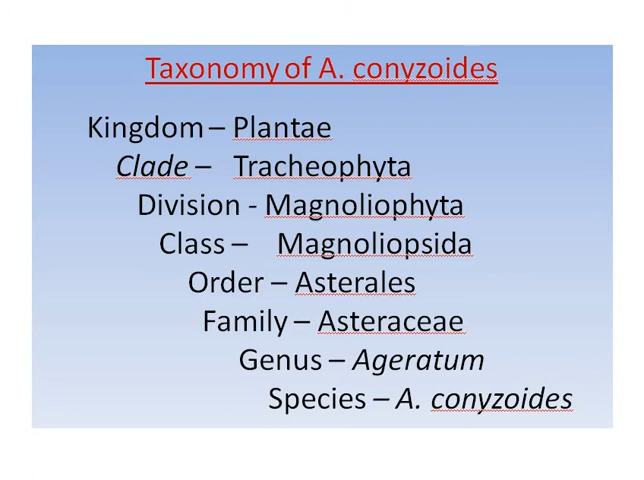 Taxonomy of A. conyzoides
Kingdom – Plantae
Clade – Tracheophyta
Division - Magnoliophyta
Class – Magnoliopsida
Order – Asterales
Family – Asteraceae
Genus – Ageratum
Species – A. conyzoides